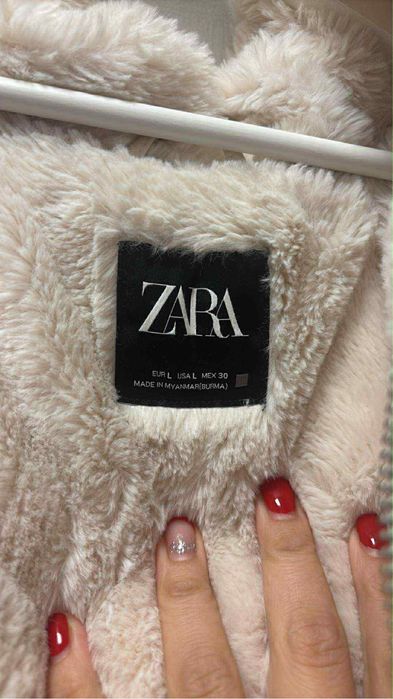 ZARA
EUR L USA L MEX 30
MADE IN MYANMAR(BURMA)